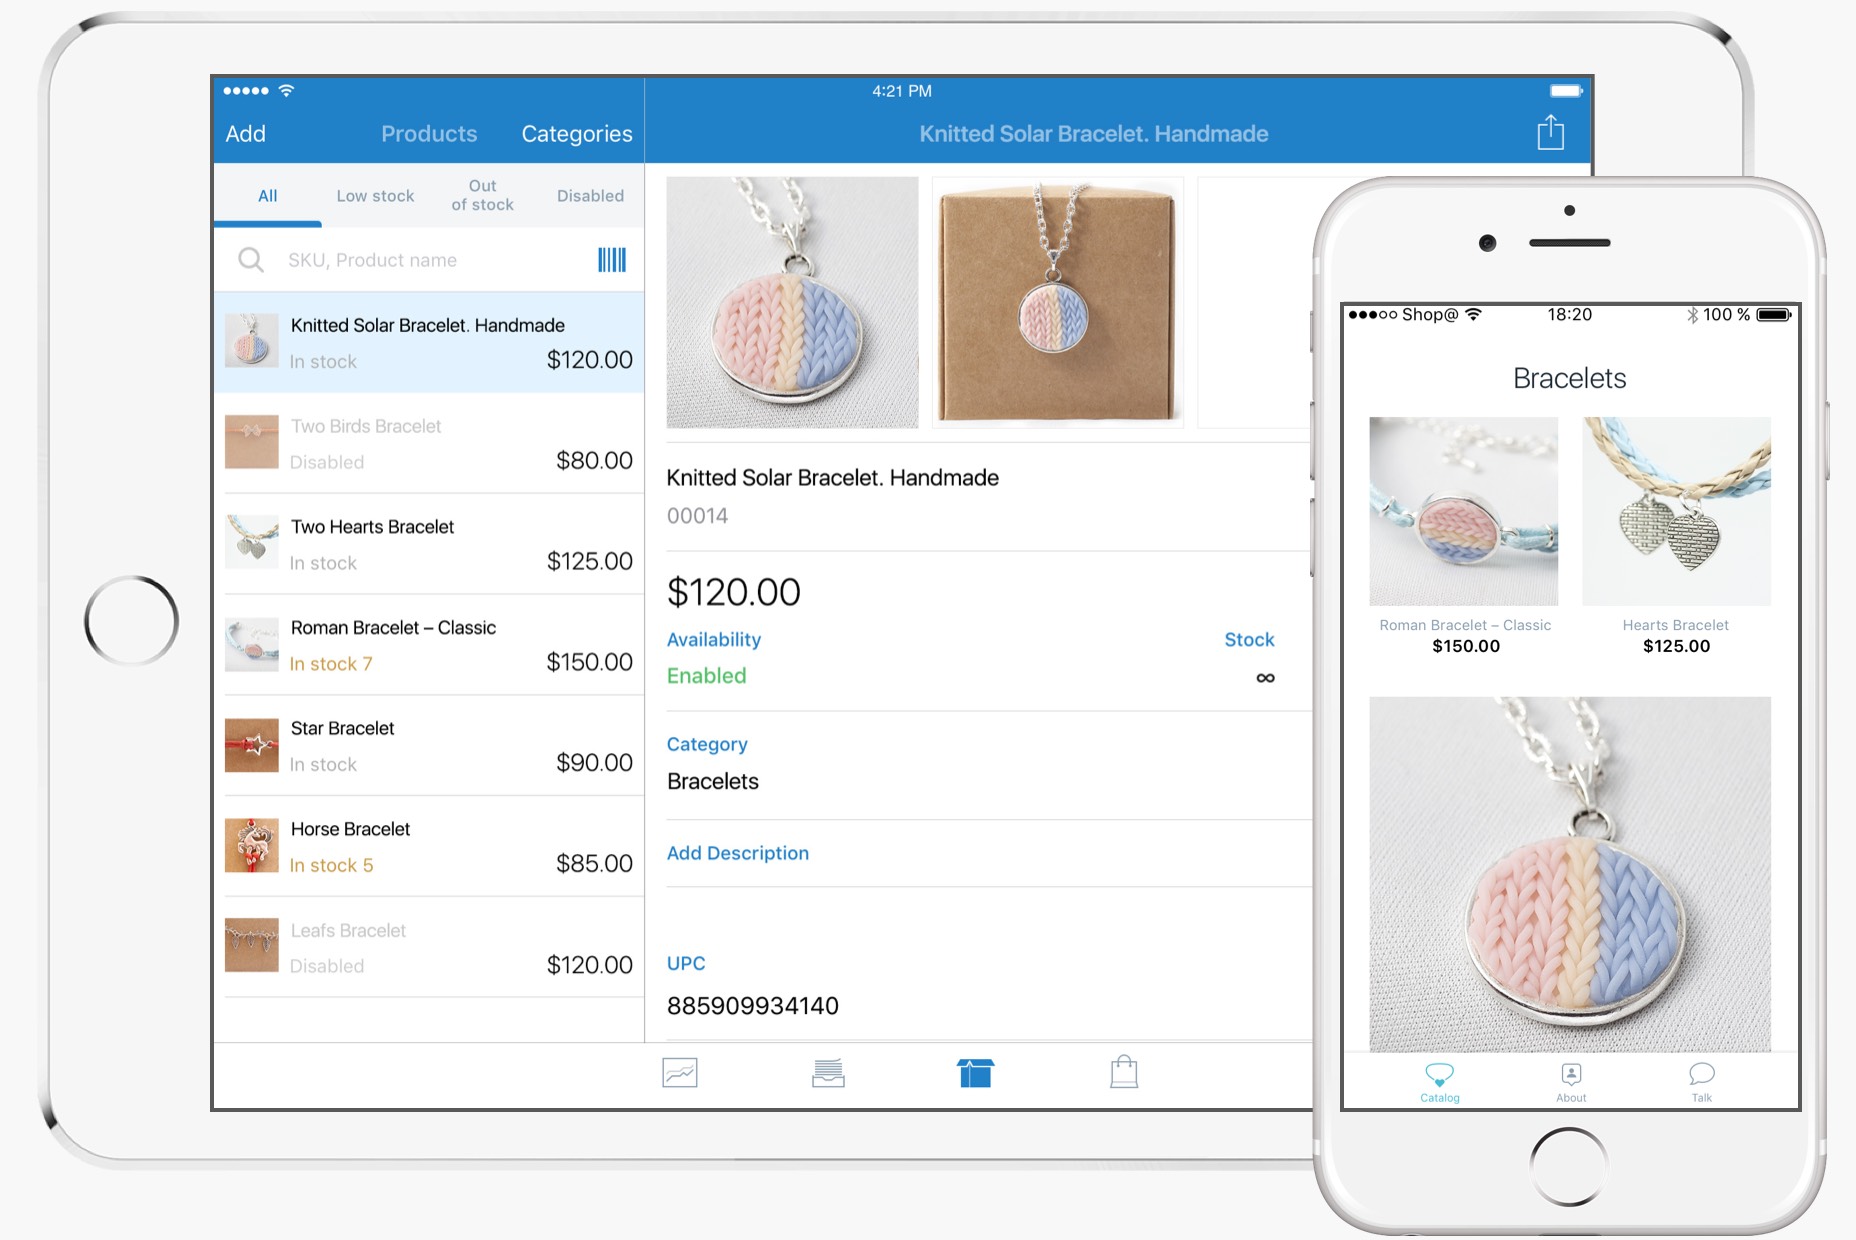 4:21 PM
Add
Products
Categories
Knitted Solar Bracelet. Handmade
All
Low stock
Out
of stock
Disabled
SKU, Product name
Knitted Solar Bracelet. Handmade
In stock
$120.00
Two Birds Bracelet
Disabled
$80.00
Two Hearts Bracelet
In stock
$125.00
Roman Bracelet – Classic
In stock 7
$150.00
Star Bracelet
In stock
$90.00
Horse Bracelet
In stock 5
$85.00
Leafs Bracelet
Disabled
$120.00
Knitted Solar Bracelet. Handmade
00014
$120.00
Availability
Stock
Enabled
∞
Category
Bracelets
Add Description
UPC
885909934140
Shop@
18:20
100 %
Bracelets
Roman Bracelet – Classic
$150.00
Hearts Bracelet
$125.00
Catalog
About
Talk